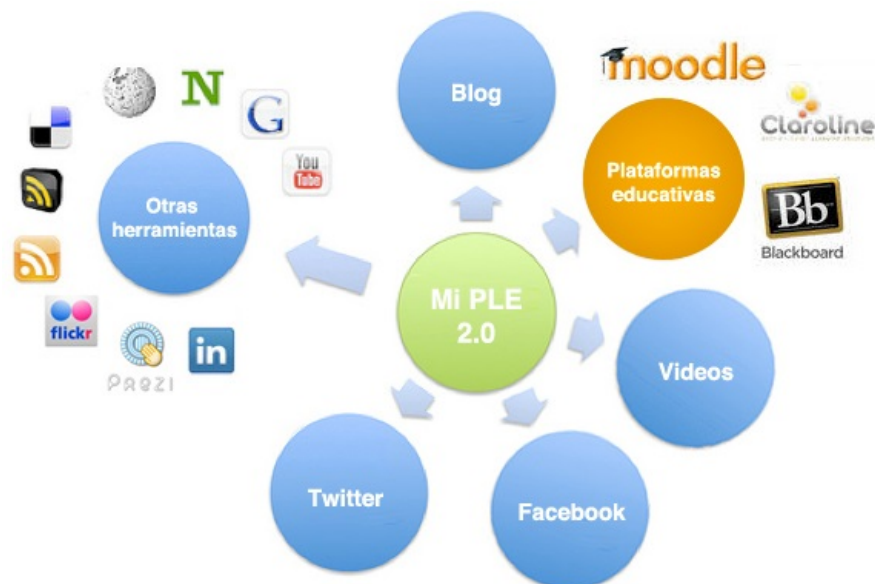 moodle
Claroline
Blog
N
G
You
Tube
Plataformas
educativas
Bb
Blackboard
Otras
herramientas
Mi PLE
2.0
flickr
PREZI
in
Videos
Twitter
Facebook